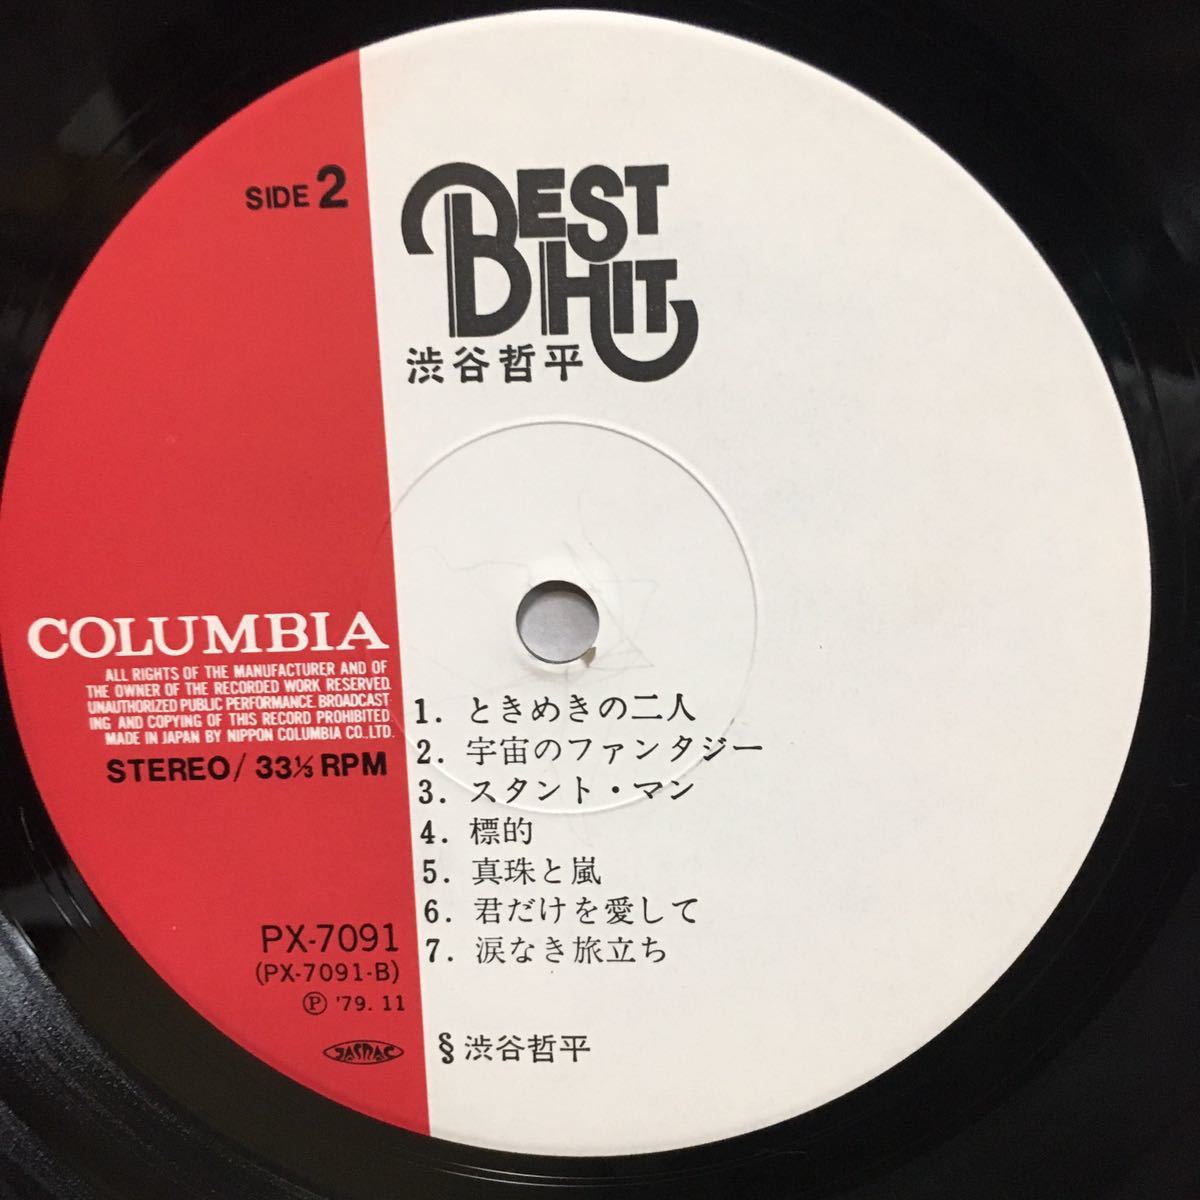 SIDE 2
BEST
HIT
渋谷哲平
COLUMBIA
ALL RIGHTS OF THE MANUFACTURER AND OF
THE OWNER OF THE RECORDED WORK RESERVED.
UNAUTHORIZED PUBLIC PERFORMANCE. BROADCAST
ING AND COPYING OF THIS RECORD PROHIBITED
MADE IN JAPAN BY NIPPON COLUMBIA CO.,LTD.
STEREO/ 33⅓ RPM
1. ときめきの二人
2. 宇宙のファンタジー
3. スタント・マン
4. 標的
5. 真珠と嵐
6. 君だけを愛して
7. 涙なき旅立ち
PX-7091
(PX-7091-B)
Ⓟ '79. 11
JASRAC
§ 渋谷哲平